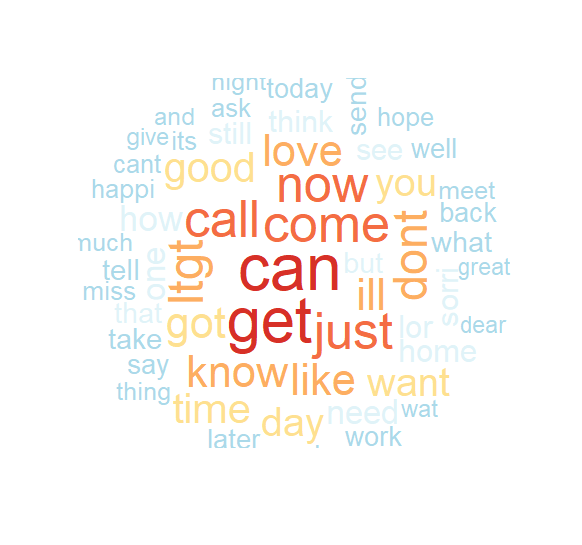 night today
ask send
and hope
give its still think
love see well
cant good
now you meet
happi
how call come dont back
what
much
ltgt can but
tell one great
miss ill sorri
that get
got just lor dear
take home
say know like want
thing
time day need wat
later work
.